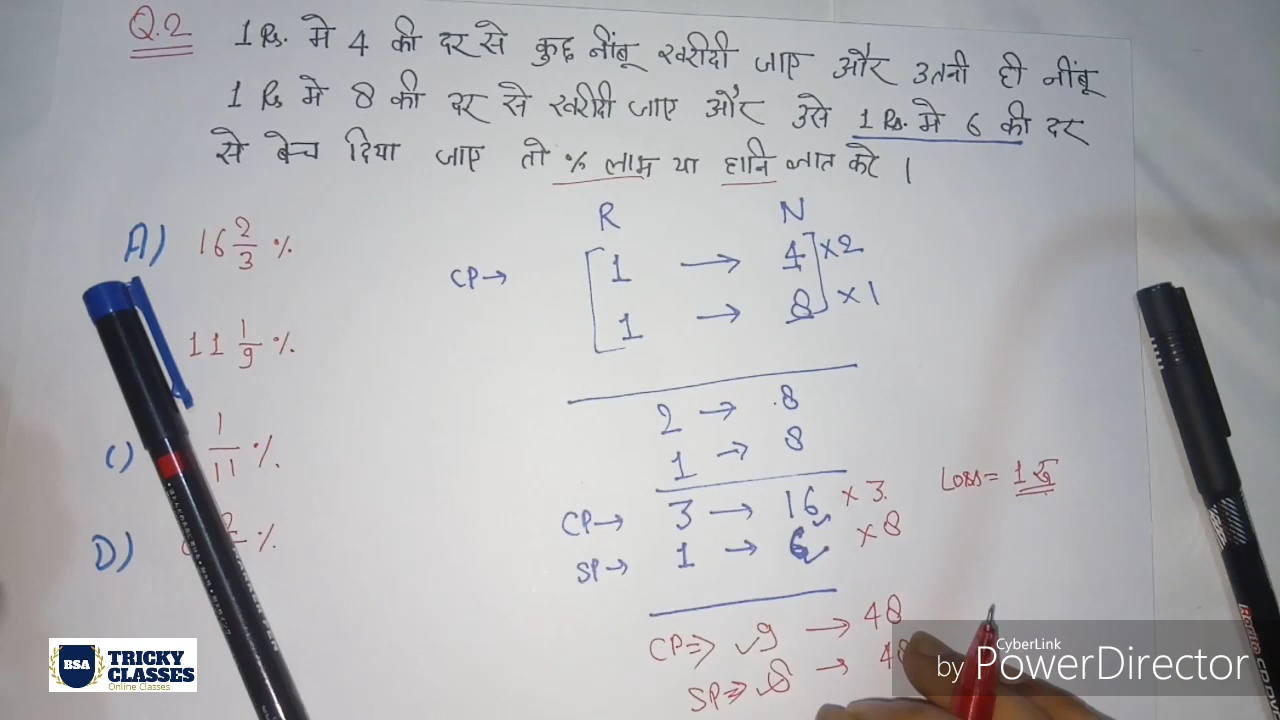 Q.2 1 Rs. मे 4 की दर से कुछ नींबू खरीदी जाए और उतनी ही नींबू
1 Rs मे 8 की दर से खरीदी जाए और उसे 1 Rs. मे 6 की दर
से बेच दिया जाए तो % लाभ या हानि ज्ञात करे ।
R N
A) 16 2/3 %
CP→ 1 → 4 ×2
1 → 8 ×1
11 1/9 %
2 → 8
1 → 8
C) 1/11 %
CP→ 3 → 16 × 3
Loss = 1 रु
SP→ 1 → 6 × 8
D) %
CP⇒ 9 → 48
SP⇒ 8 → 48
BSA TRICKY CLASSES
Online Classes
CyberLink
by PowerDirector